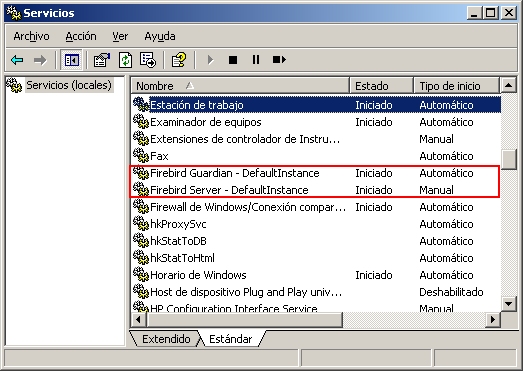 Servicios
Archivo Acción Ver Ayuda
Servicios (locales)
Nombre Estado Tipo de inicio
Estación de trabajo Iniciado Automático
Examinador de equipos Iniciado Automático
Extensiones de controlador de Instru... Manual
Fax Automático
Firebird Guardian - DefaultInstance Iniciado Automático
Firebird Server - DefaultInstance Iniciado Manual
Firewall de Windows/Conexión compar... Iniciado Automático
hkProxySvc Automático
hkStatToDB Automático
hkStatToHtml Automático
Horario de Windows Iniciado Automático
Host de dispositivo Plug and Play univ... Deshabilitado
HP Configuration Interface Service Manual
Extendido Estándar